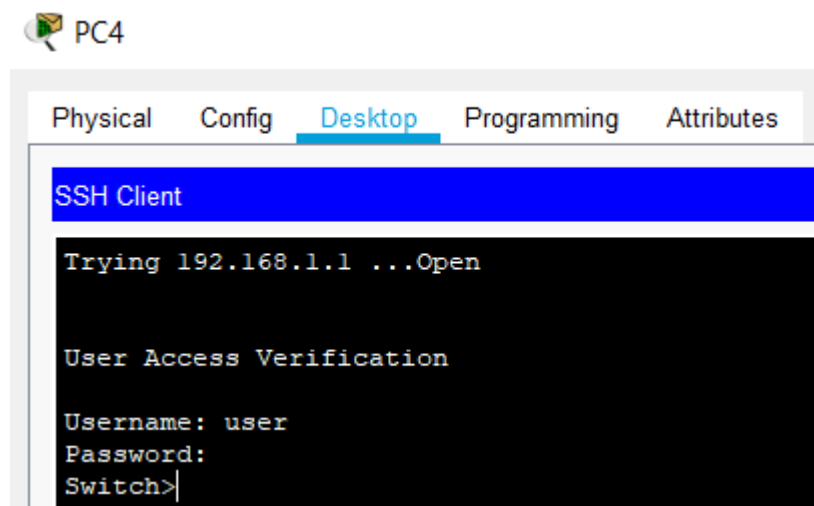 PC4
Physical Config Desktop Programming Attributes
SSH Client
Trying 192.168.1.1 ...Open
User Access Verification
Username: user
Password:
Switch>